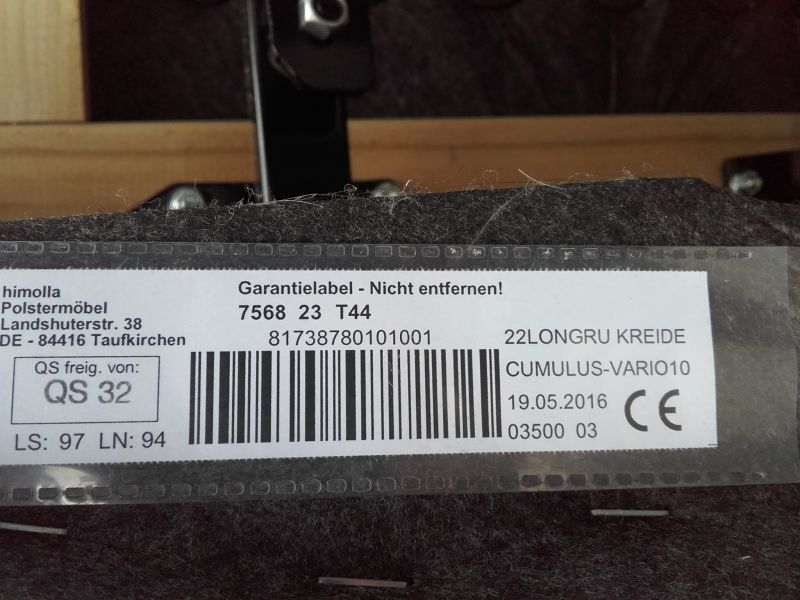 himolla
Polstermöbel
Landshuterstr. 38
DE - 84416 Taufkirchen
QS freig. von:
QS 32
LS: 97 LN: 94
Garantielabel - Nicht entfernen!
7568 23 T44
81738780101001
22LONGRU KREIDE
CUMULUS-VARIO10
19.05.2016
CE
03500 03